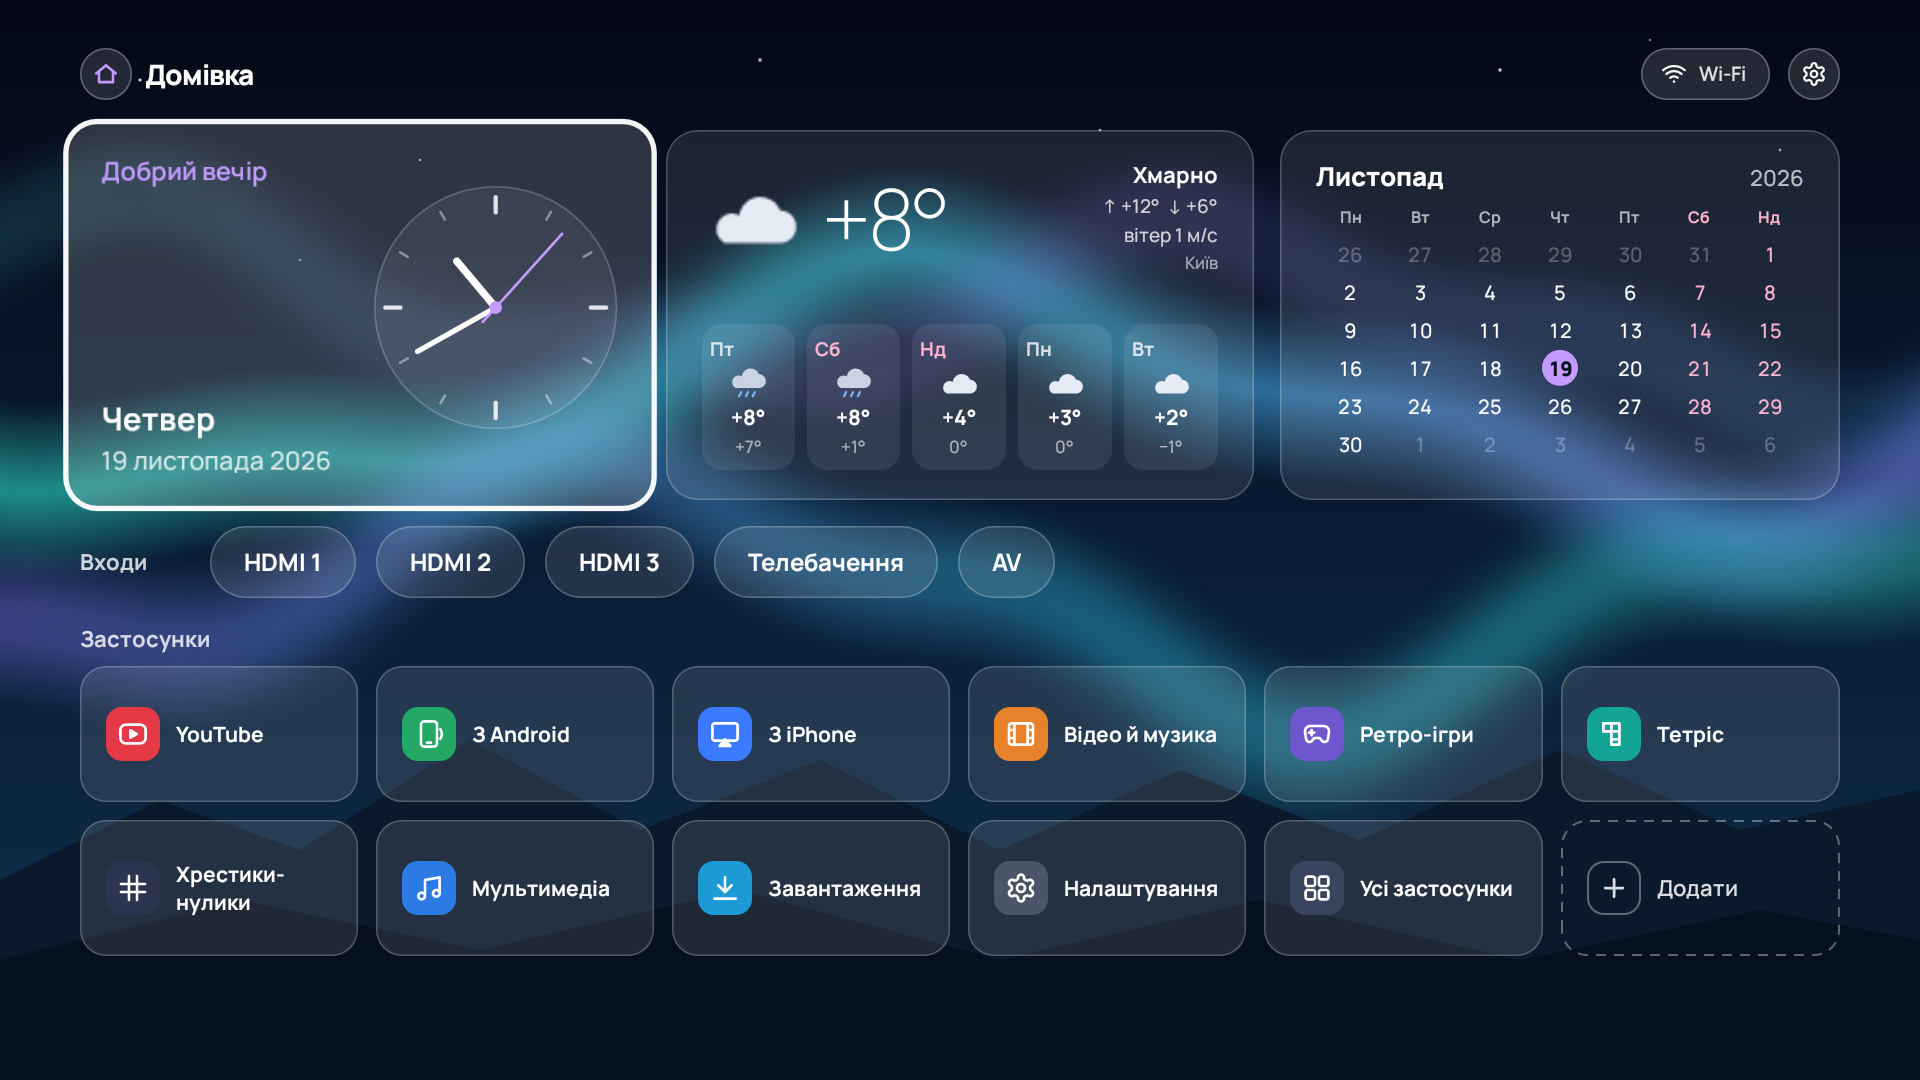 Домівка
Wi-Fi
Добрий вечір
Четвер
19 листопада 2026
+8°
Хмарно
↑ +12° ↓ +6°
вітер 1 м/с
Київ
Пт Сб Нд Пн Вт
+8° +8° +4° +3° +2°
+7° +1° 0° 0° −1°
Листопад 2026
Пн Вт Ср Чт Пт Сб Нд
26 27 28 29 30 31 1
2 3 4 5 6 7 8
9 10 11 12 13 14 15
16 17 18 19 20 21 22
23 24 25 26 27 28 29
30 1 2 3 4 5 6
Входи HDMI 1 HDMI 2 HDMI 3 Телебачення AV
Застосунки
YouTube З Android З iPhone Відео й музика Ретро-ігри Тетріс
Хрестики-
нулики
Мультимедіа Завантаження Налаштування Усі застосунки Додати